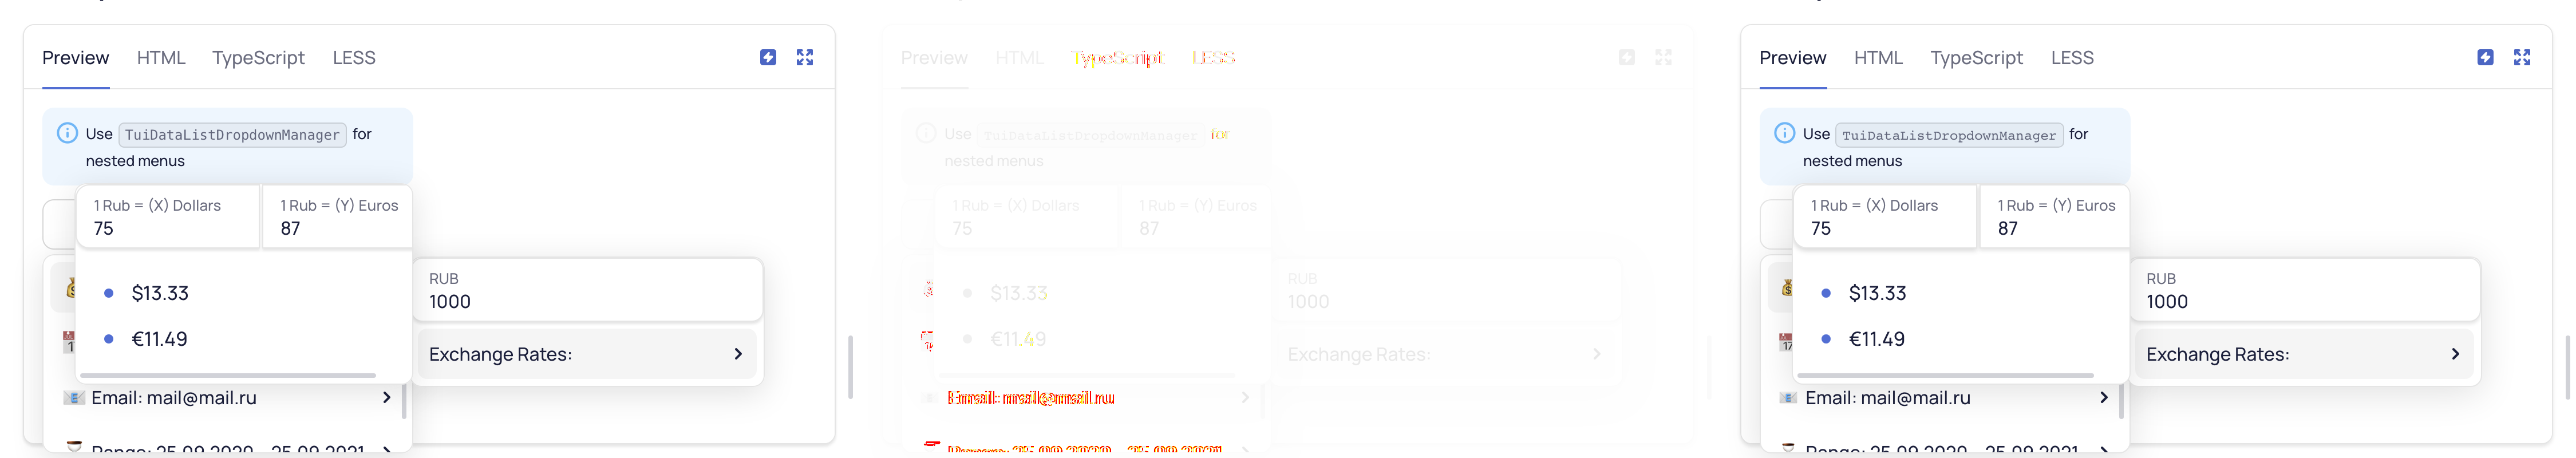 Preview HTML TypeScript LESS
Use TuiDataListDropdownManager for
nested menus
1 Rub = (X) Dollars
75
1 Rub = (Y) Euros
87
$13.33
€11.49
RUB
1000
Exchange Rates:
Email: mail@mail.ru
Range: 25.09.2020 – 25.09.2021
Preview HTML TypeScript LESS
Use TuiDataListDropdownManager for
nested menus
1 Rub = (X) Dollars
75
1 Rub = (Y) Euros
87
$13.33
€11.49
RUB
1000
Exchange Rates:
Preview HTML TypeScript LESS
Use TuiDataListDropdownManager for
nested menus
1 Rub = (X) Dollars
75
1 Rub = (Y) Euros
87
$13.33
€11.49
RUB
1000
Exchange Rates:
17
Email: mail@mail.ru
Range: 25.09.2020 – 25.09.2021